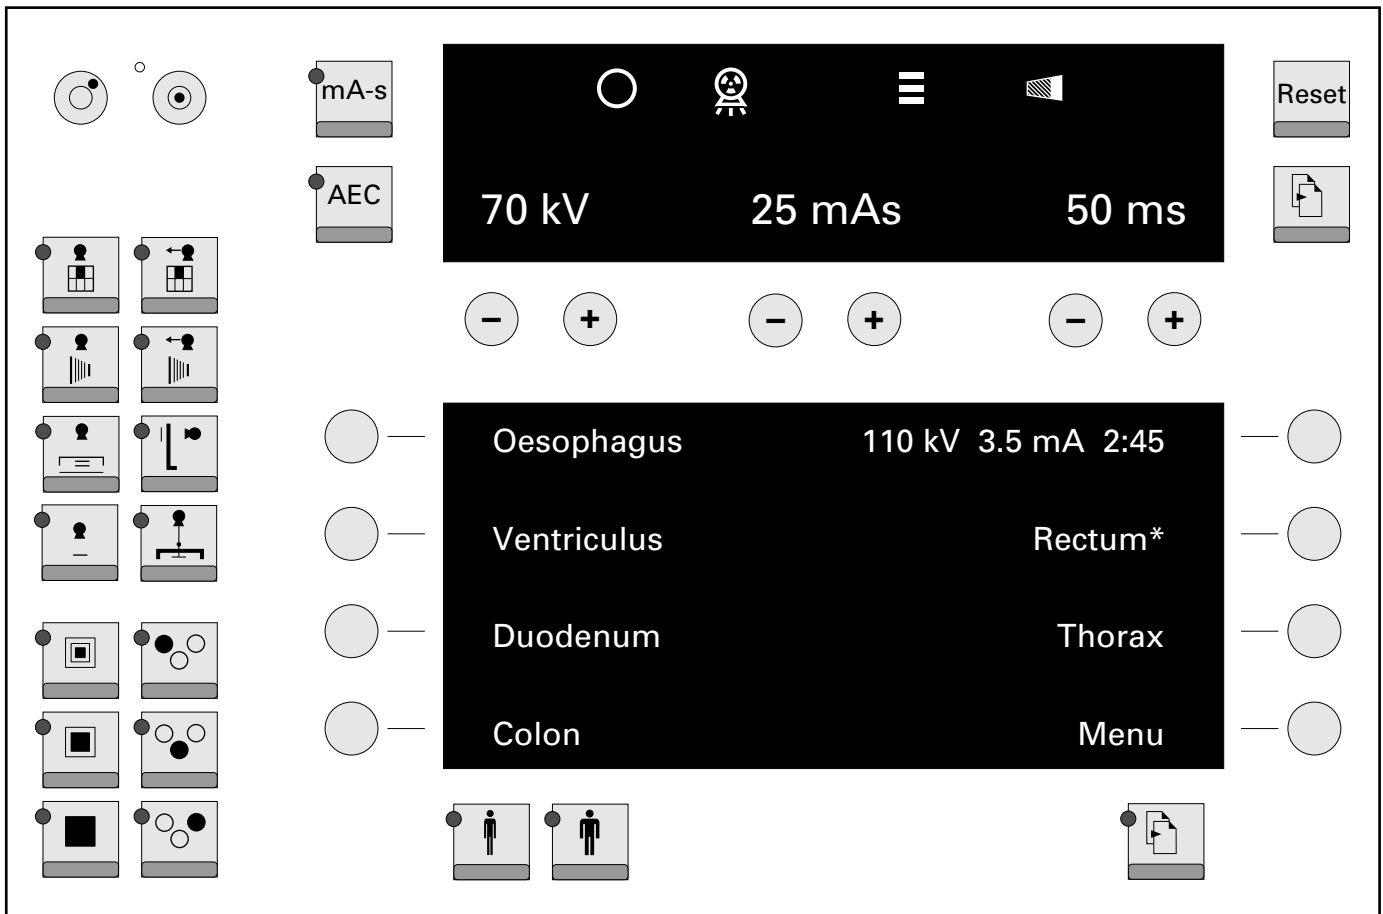 mA-s
Reset
AEC
70 kV 25 mAs 50 ms
− + − + − +
Oesophagus 110 kV 3.5 mA 2:45
Ventriculus Rectum*
Duodenum Thorax
Colon Menu